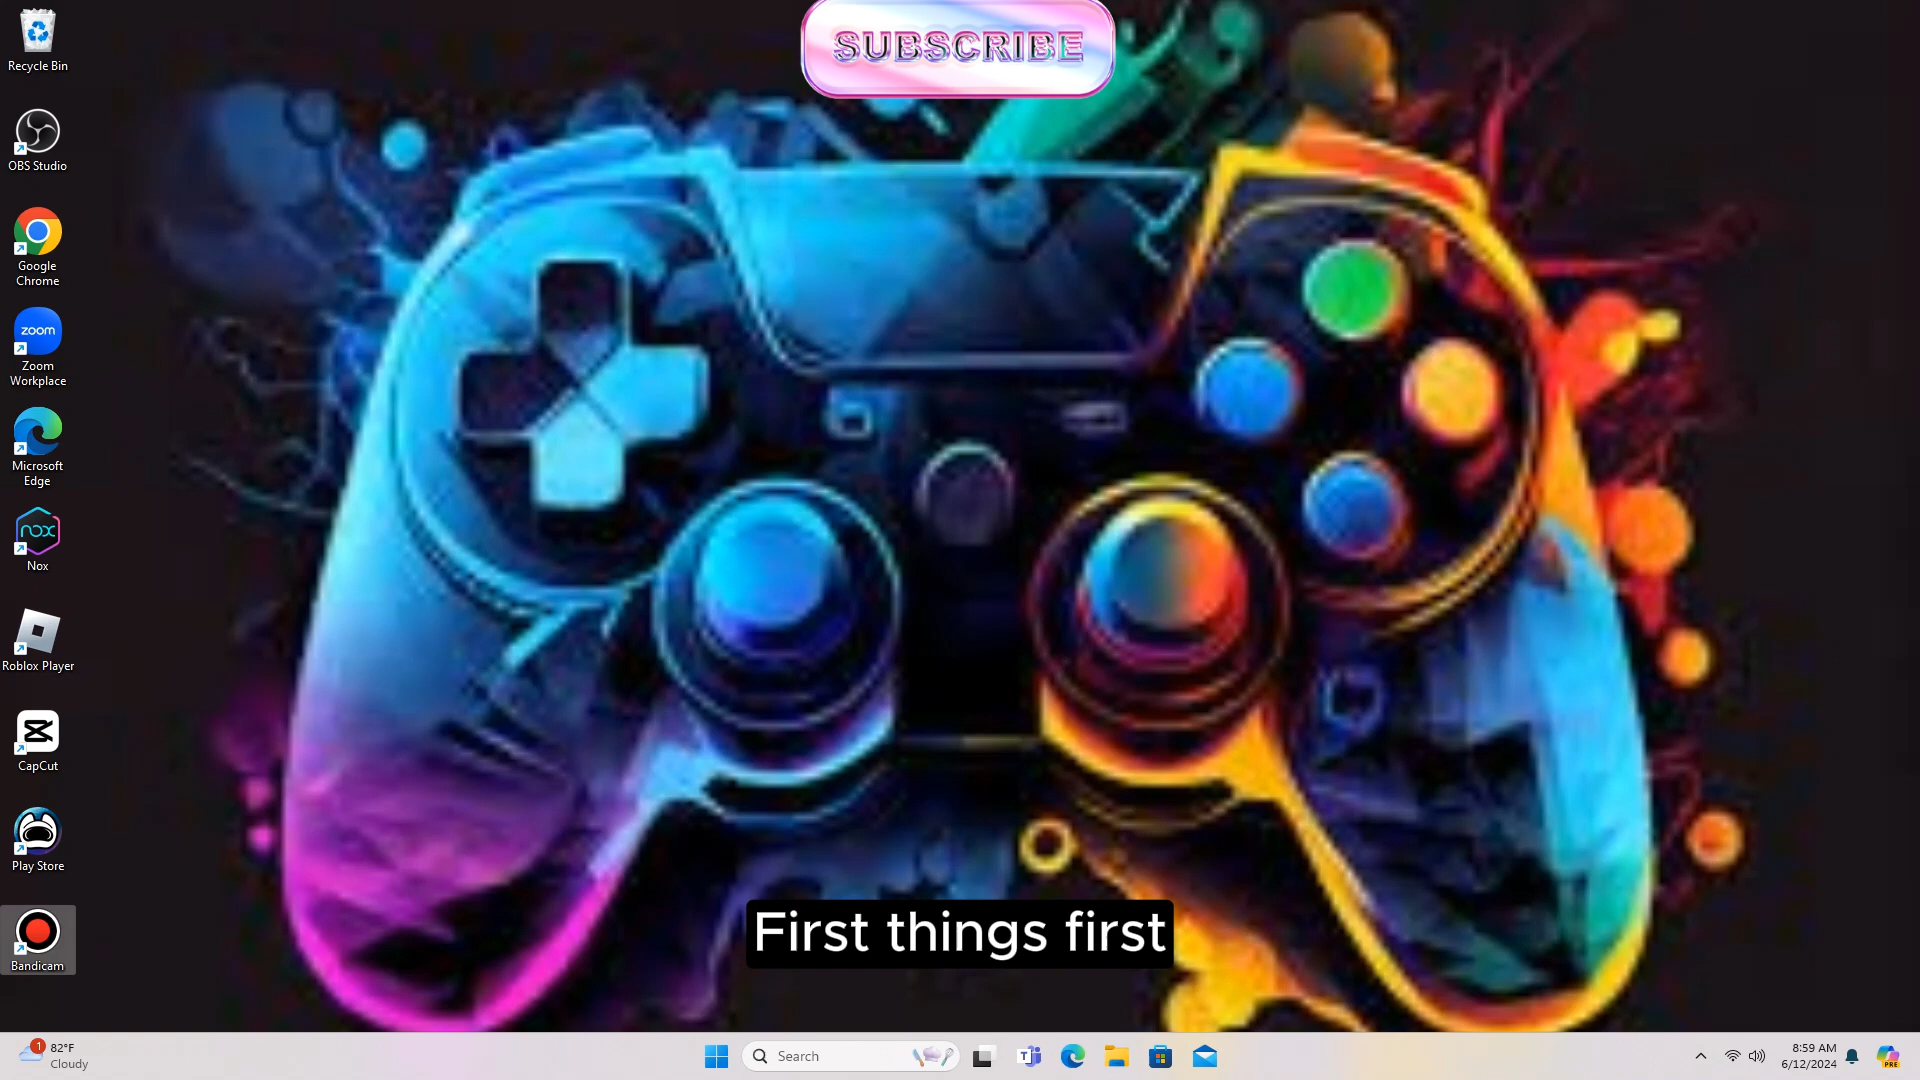 SUBSCRIBE
Recycle Bin
OBS Studio
Google
Chrome
zoom
Zoom
Workplace
Microsoft
Edge
nox
Nox
Roblox Player
CapCut
Play Store
Bandicam
First things first
1
82°F
Cloudy
Search
T
8:59 AM
6/12/2024
PRE